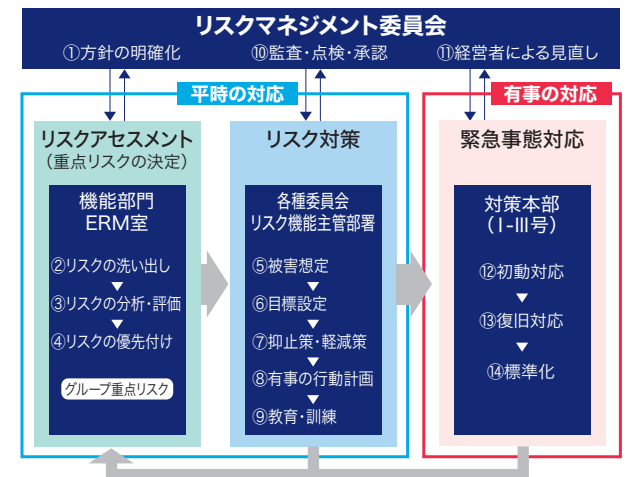 リスクマネジメント委員会
①方針の明確化
⑩監査・点検・承認
⑪経営者による見直し
平時の対応
有事の対応
リスクアセスメント
（重点リスクの決定）
機能部門
ERM室
②リスクの洗い出し
③リスクの分析・評価
④リスクの優先付け
グループ重点リスク
リスク対策
各種委員会
リスク機能主管部署
⑤被害想定
⑥目標設定
⑦抑止策・軽減策
⑧有事の行動計画
⑨教育・訓練
緊急事態対応
対策本部
（I-III号）
⑫初動対応
⑬復旧対応
⑭標準化